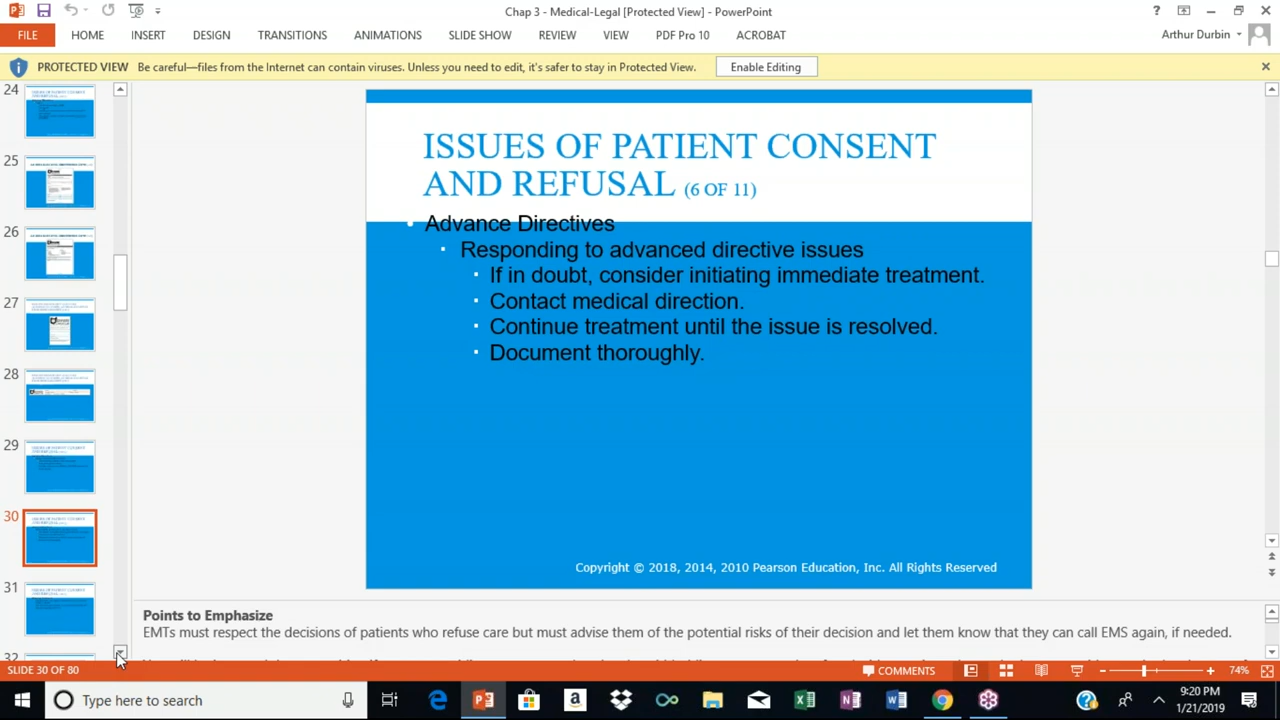 Chap 3 - Medical-Legal [Protected View] - PowerPoint
?
FILE HOME INSERT DESIGN TRANSITIONS ANIMATIONS SLIDE SHOW REVIEW VIEW PDF Pro 10 ACROBAT Arthur Durbin
PROTECTED VIEW Be careful—files from the Internet can contain viruses. Unless you need to edit, it's safer to stay in Protected View. Enable Editing
24
25
26
27
28
29
30
31
32
ISSUES OF PATIENT CONSENT
AND REFUSAL (6 OF 11)
• Advance Directives
▪ Responding to advanced directive issues
▪ If in doubt, consider initiating immediate treatment.
▪ Contact medical direction.
▪ Continue treatment until the issue is resolved.
▪ Document thoroughly.
Copyright © 2018, 2014, 2010 Pearson Education, Inc. All Rights Reserved
Points to Emphasize
EMTs must respect the decisions of patients who refuse care but must advise them of the potential risks of their decision and let them know that they can call EMS again, if needed.
SLIDE 30 OF 80 COMMENTS 74%
Type here to search
9:20 PM
1/21/2019